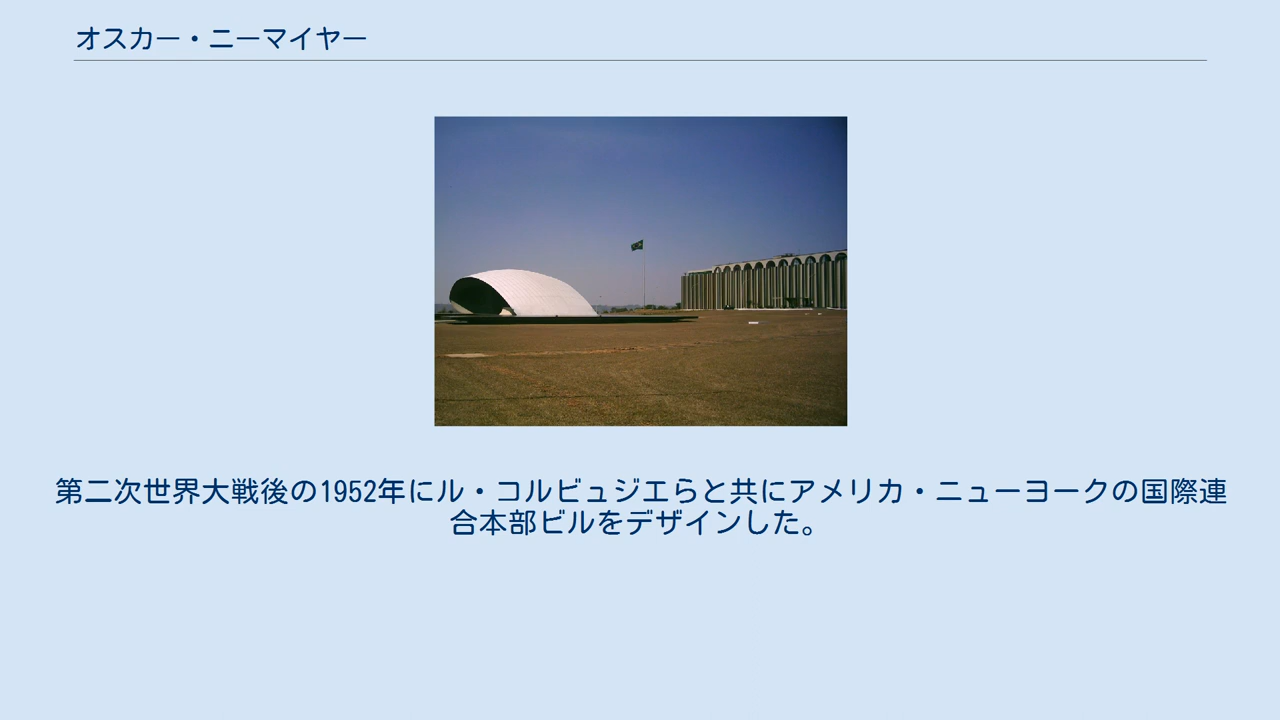 オスカー・ニーマイヤー
第二次世界大戦後の1952年にル・コルビュジエらと共にアメリカ・ニューヨークの国際連
合本部ビルをデザインした。